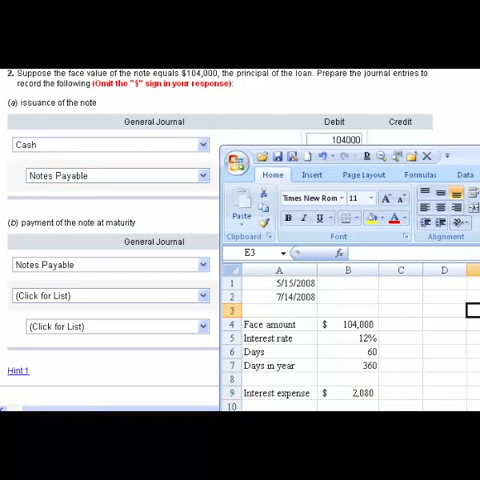 2. Suppose the face value of the note equals $104,000, the principal of the loan. Prepare the journal entries to
record the following (Omit the "$" sign in your response):
(a) issuance of the note
General Journal Debit Credit
Cash 104000
Notes Payable
(b) payment of the note at maturity
General Journal
Notes Payable
(Click for List)
(Click for List)
Hint 1
Home Insert Page Layout Formulas Data
Paste
Times New Rom 11 A A
B I U A
Clipboard Font Alignment
E3 fx
A B C D
1 5/15/2008
2 7/14/2008
3
4 Face amount $ 104,000
5 Interest rate 12%
6 Days 60
7 Days in year 360
8
9 Interest expense $ 2,080
10